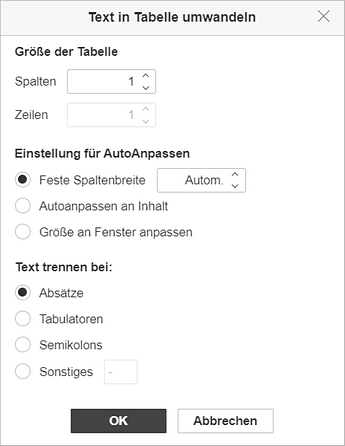 Text in Tabelle umwandeln
Größe der Tabelle
Spalten 1
Zeilen 1
Einstellung für AutoAnpassen
Feste Spaltenbreite Autom.
Autoanpassen an Inhalt
Größe an Fenster anpassen
Text trennen bei:
Absätze
Tabulatoren
Semikolons
Sonstiges -
OK Abbrechen